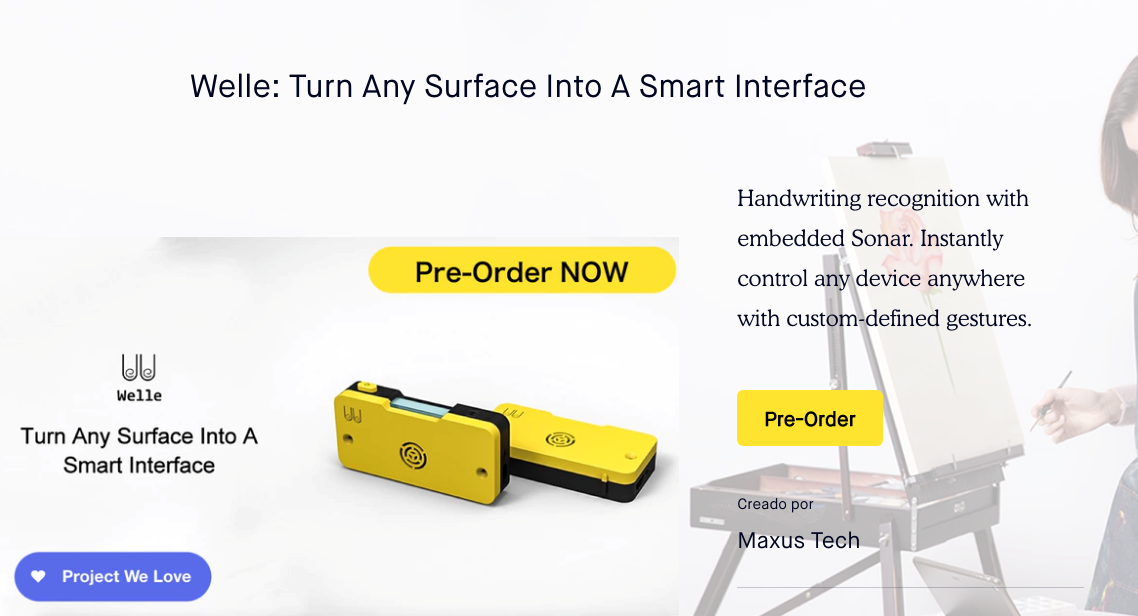 Welle: Turn Any Surface Into A Smart Interface
Pre-Order NOW
Welle
Turn Any Surface Into A
Smart Interface
Project We Love
Handwriting recognition with
embedded Sonar. Instantly
control any device anywhere
with custom-defined gestures.
Pre-Order
Creado por
Maxus Tech